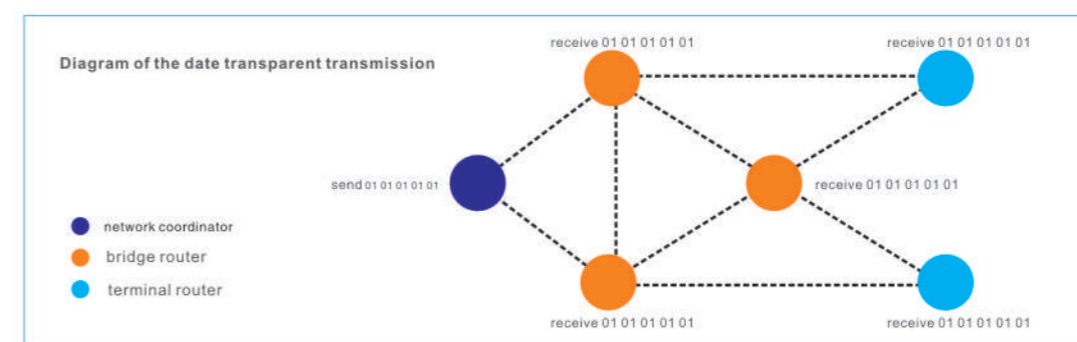 receive 01 01 01 01 01
receive 01 01 01 01 01
Diagram of the date transparent transmission
send 01 01 01 01 01
receive 01 01 01 01 01
network coordinator
bridge router
terminal router
receive 01 01 01 01 01
receive 01 01 01 01 01